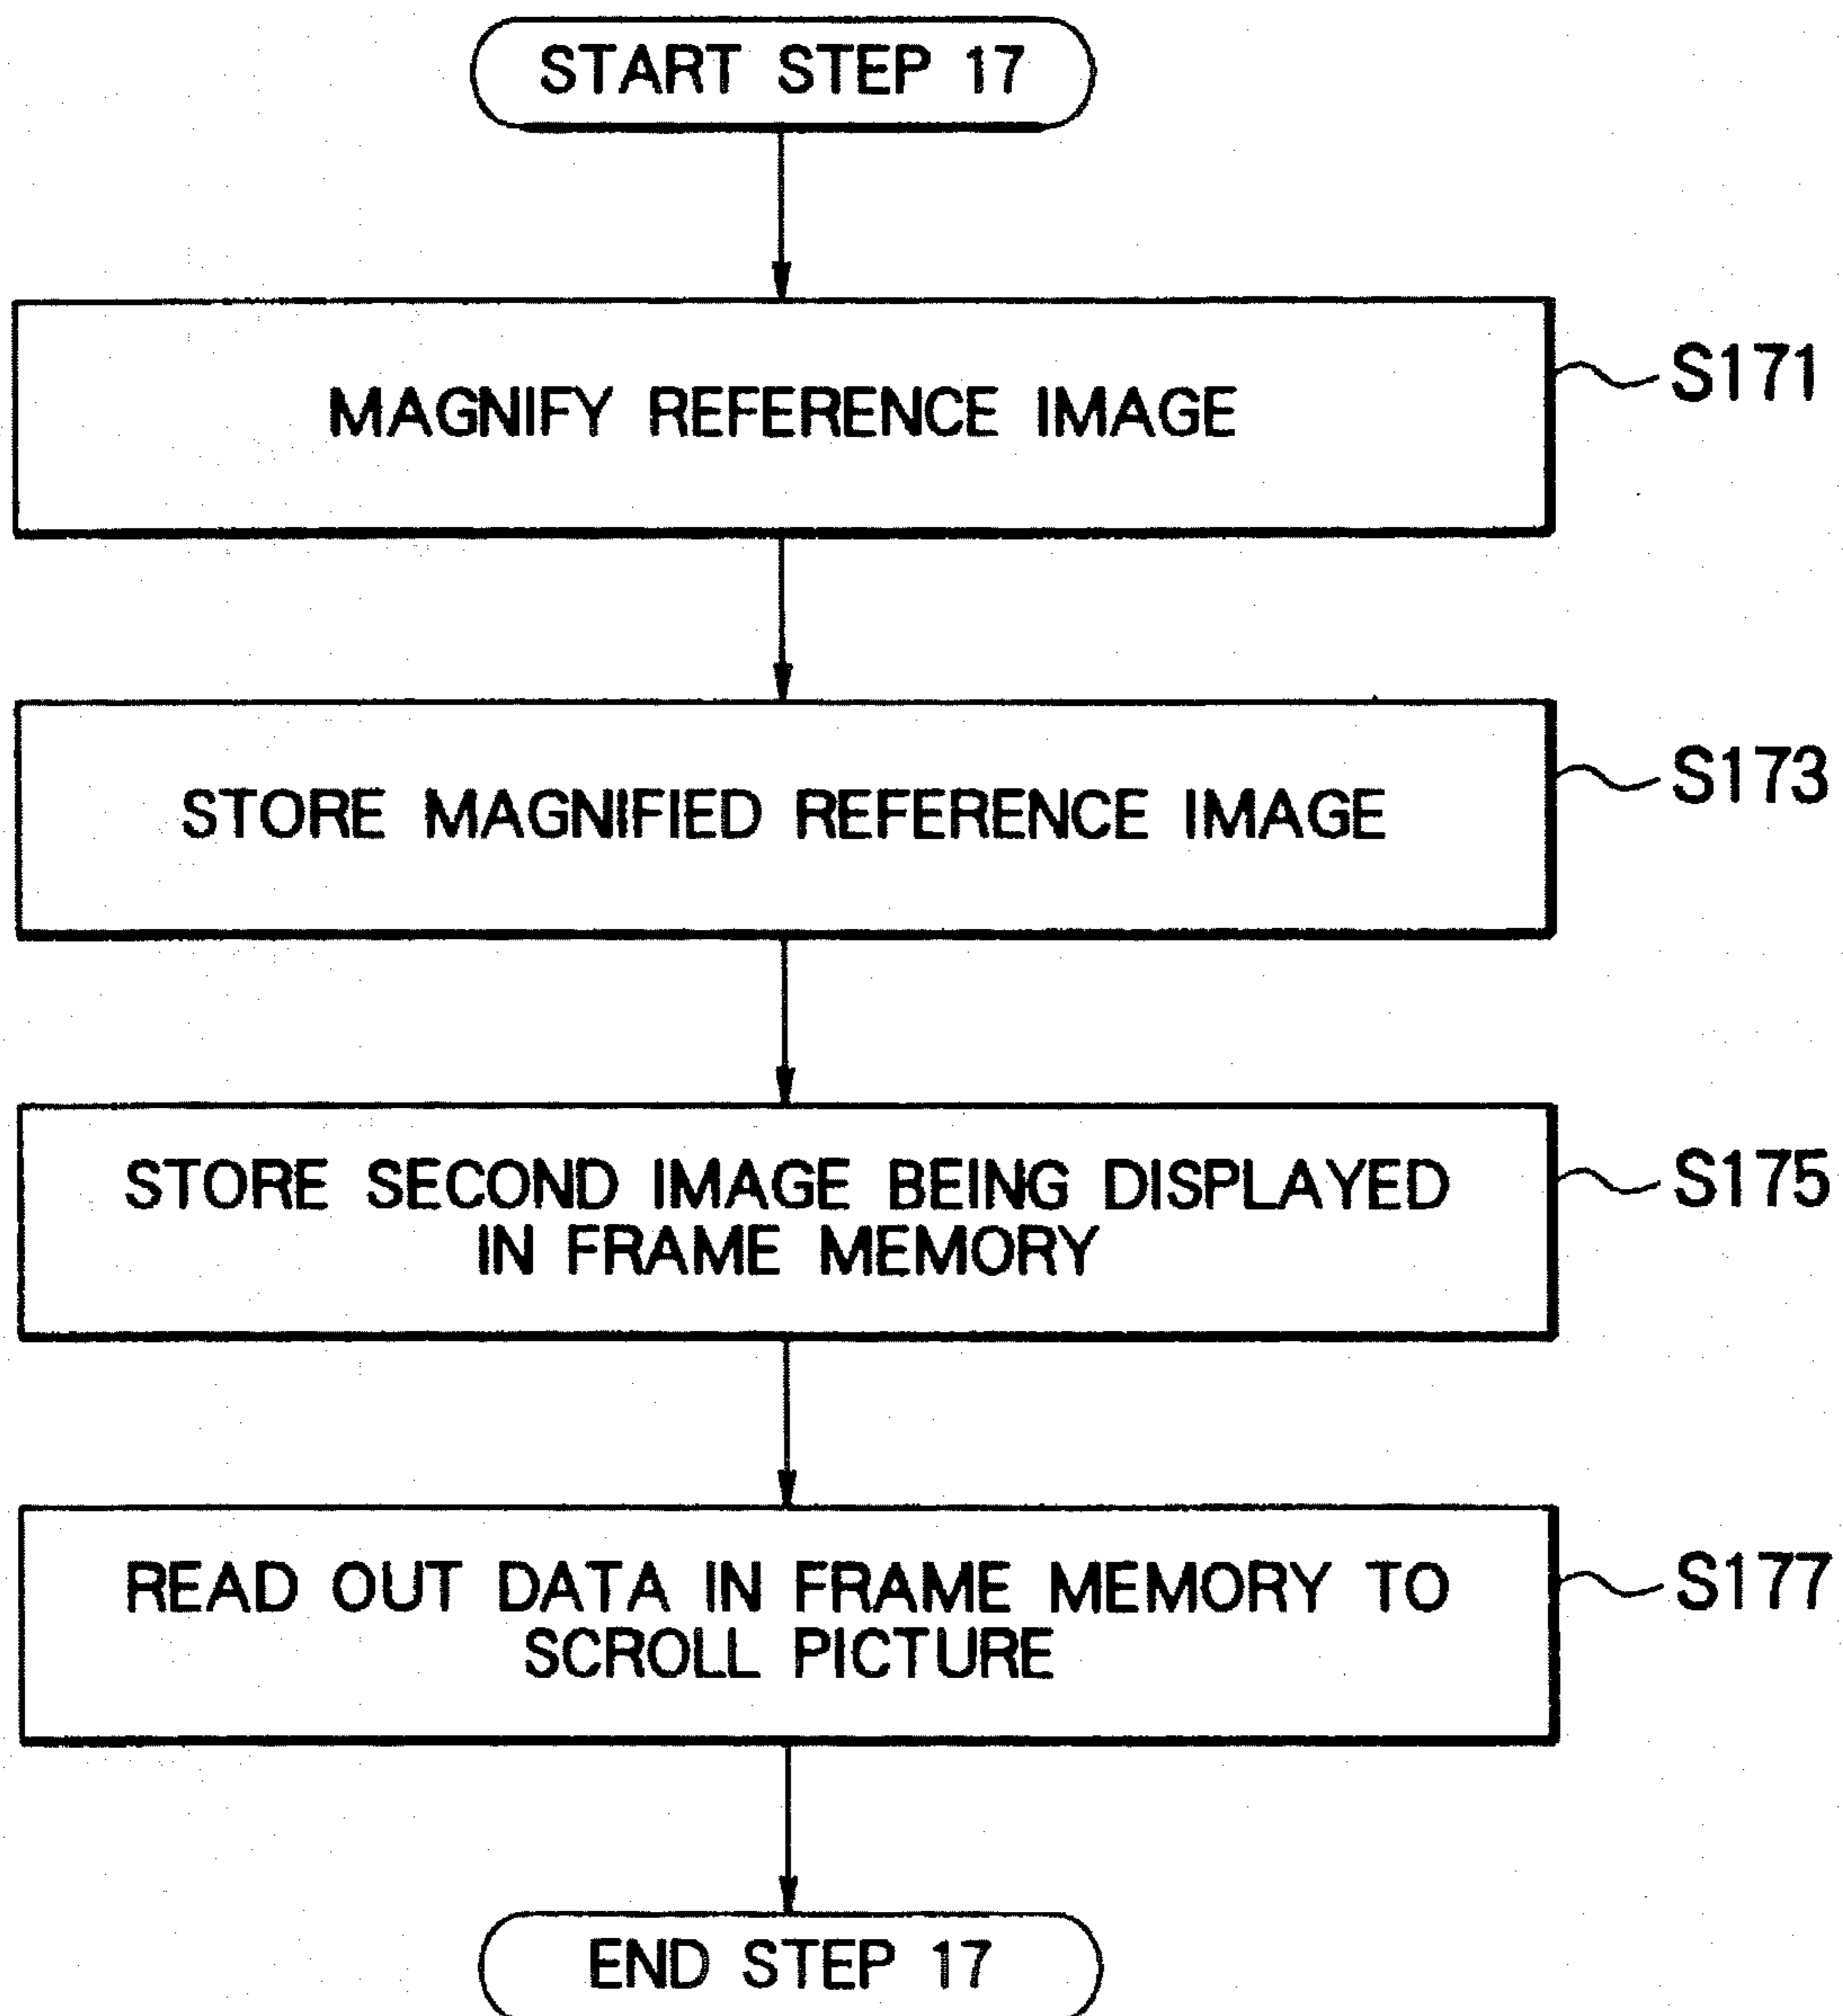 START STEP 17
MAGNIFY REFERENCE IMAGE
S171
STORE MAGNIFIED REFERENCE IMAGE
S173
STORE SECOND IMAGE BEING DISPLAYED
IN FRAME MEMORY
S175
READ OUT DATA IN FRAME MEMORY TO
SCROLL PICTURE
S177
END STEP 17